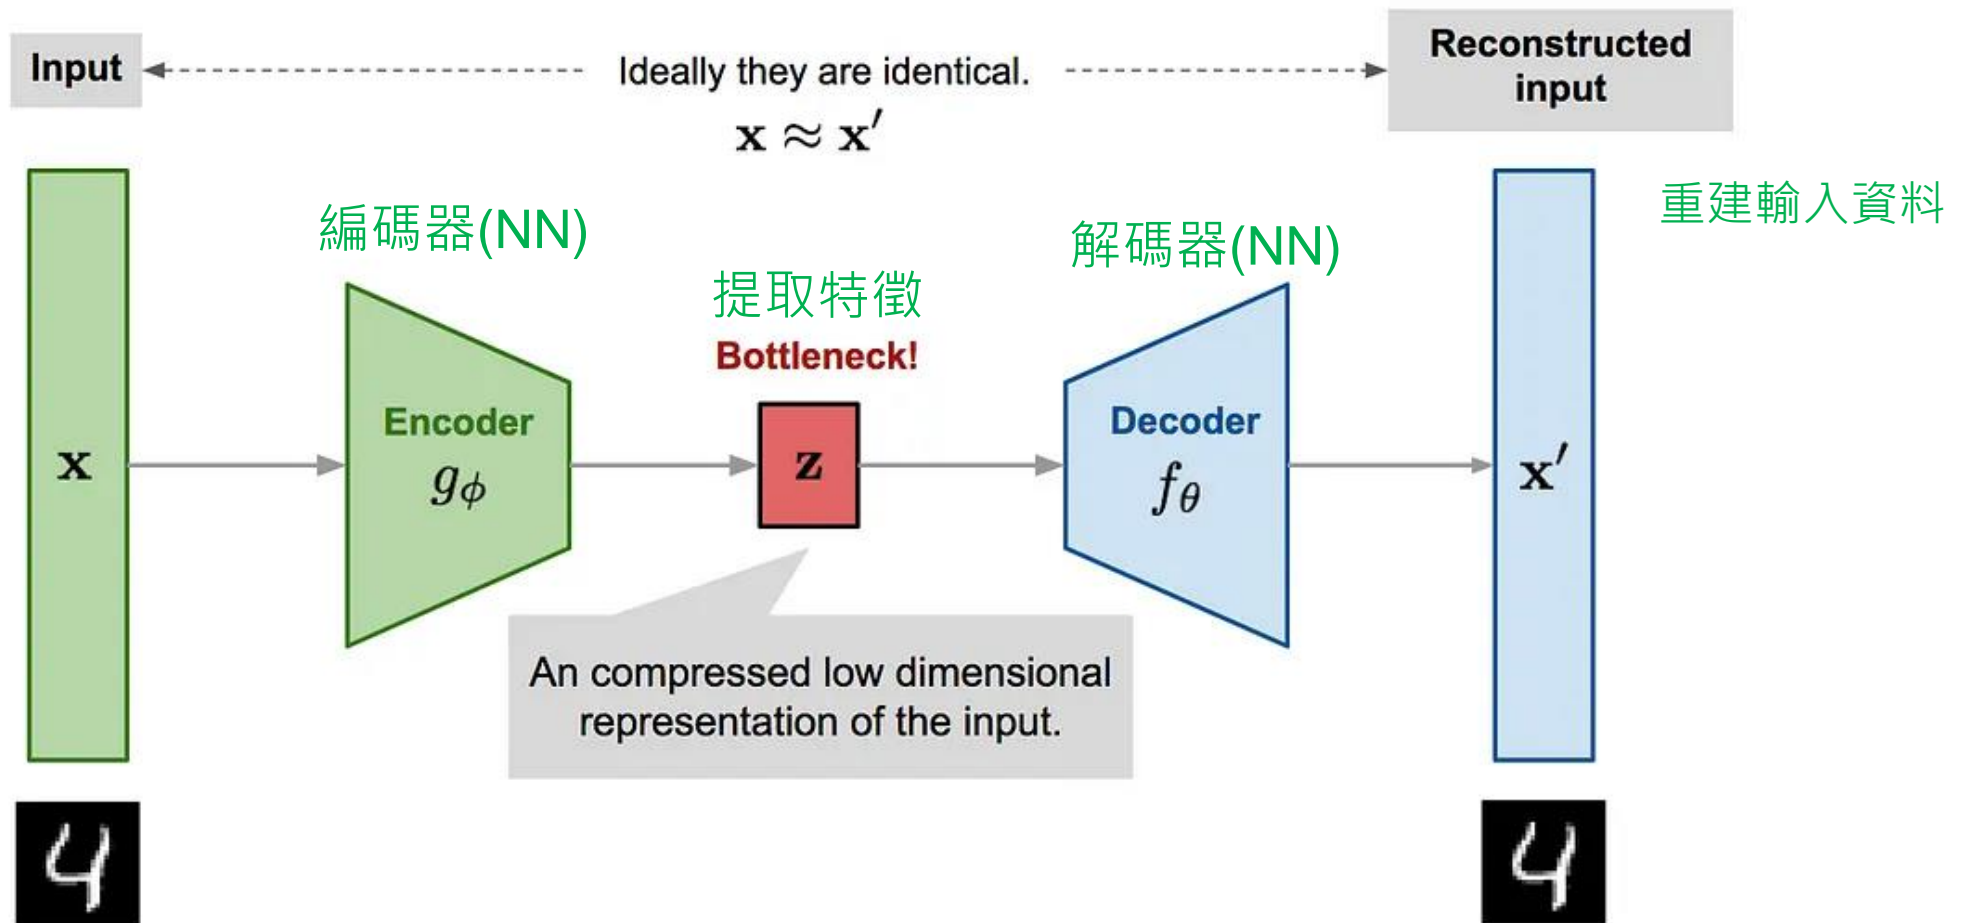 Input
Ideally they are identical.
x ≈ x′
Reconstructed
input
編碼器(NN)
提取特徵
Bottleneck!
解碼器(NN)
重建輸入資料
x
Encoder
gϕ
z
Decoder
fθ
x′
An compressed low dimensional
representation of the input.
4
4